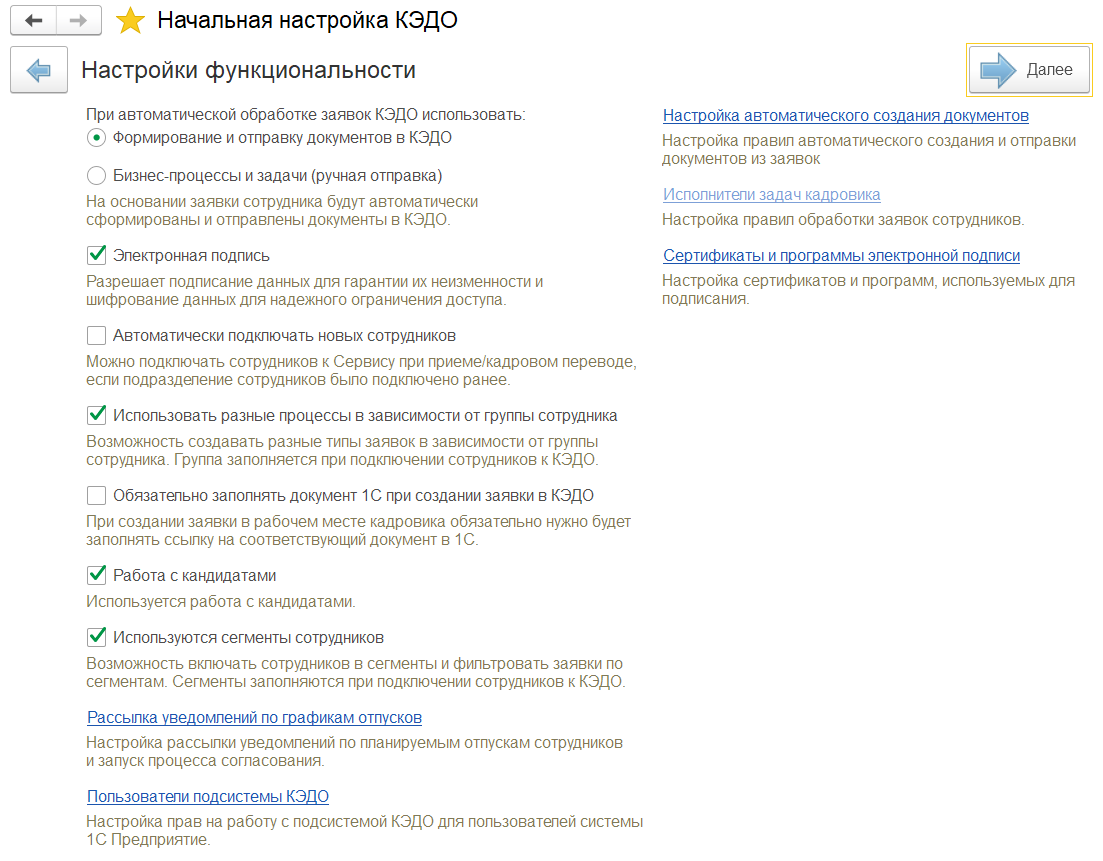 Начальная настройка КЭДО
Настройки функциональности
Далее
При автоматической обработке заявок КЭДО использовать:
Формирование и отправку документов в КЭДО
Бизнес-процессы и задачи (ручная отправка)
На основании заявки сотрудника будут автоматически
сформированы и отправлены документы в КЭДО.
Электронная подпись
Разрешает подписание данных для гарантии их неизменности и
шифрование данных для надежного ограничения доступа.
Автоматически подключать новых сотрудников
Можно подключать сотрудников к Сервису при приеме/кадровом переводе,
если подразделение сотрудников было подключено ранее.
Использовать разные процессы в зависимости от группы сотрудника
Возможность создавать разные типы заявок в зависимости от группы
сотрудника. Группа заполняется при подключении сотрудников к КЭДО.
Обязательно заполнять документ 1С при создании заявки в КЭДО
При создании заявки в рабочем месте кадровика обязательно нужно будет
заполнять ссылку на соответствующий документ в 1С.
Работа с кандидатами
Используется работа с кандидатами.
Используются сегменты сотрудников
Возможность включать сотрудников в сегменты и фильтровать заявки по
сегментам. Сегменты заполняются при подключении сотрудников к КЭДО.
Рассылка уведомлений по графикам отпусков
Настройка рассылки уведомлений по планируемым отпускам сотрудников
и запуск процесса согласования.
Пользователи подсистемы КЭДО
Настройка прав на работу с подсистемой КЭДО для пользователей системы
1С Предприятие.
Настройка автоматического создания документов
Настройка правил автоматического создания и отправки
документов из заявок
Исполнители задач кадровика
Настройка правил обработки заявок сотрудников.
Сертификаты и программы электронной подписи
Настройка сертификатов и программ, используемых для
подписания.